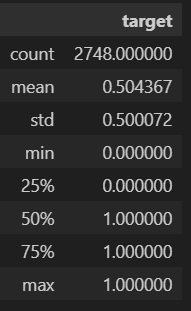 target
count 2748.000000
mean 0.504367
std 0.500072
min 0.000000
25% 0.000000
50% 1.000000
75% 1.000000
max 1.000000